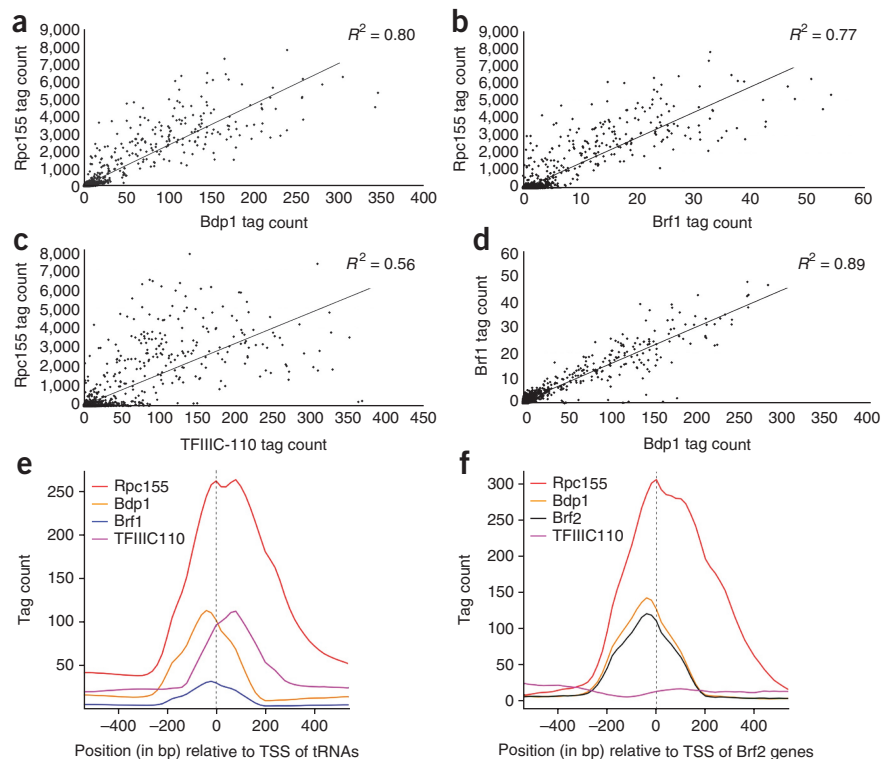 a
R² = 0.80
Rpc155 tag count
9,000
8,000
7,000
6,000
5,000
4,000
3,000
2,000
1,000
0
0 50 100 150 200 250 300 350 400
Bdp1 tag count
b
R² = 0.77
Rpc155 tag count
9,000
8,000
7,000
6,000
5,000
4,000
3,000
2,000
1,000
0
0 10 20 30 40 50 60
Brf1 tag count
c
R² = 0.56
Rpc155 tag count
8,000
7,000
6,000
5,000
4,000
3,000
2,000
1,000
0
0 50 100 150 200 250 300 350 400 450
TFIIIC-110 tag count
d
R² = 0.89
Brf1 tag count
60
50
40
30
20
10
0
0 50 100 150 200 250 300 350 400
Bdp1 tag count
e
Rpc155
Bdp1
Brf1
TFIIIC110
Tag count
250
200
150
100
50
−400 −200 0 200 400
Position (in bp) relative to TSS of tRNAs
f
Rpc155
Bdp1
Brf2
TFIIIC110
Tag count
300
250
200
150
100
50
0
−400 −200 0 200 400
Position (in bp) relative to TSS of Brf2 genes